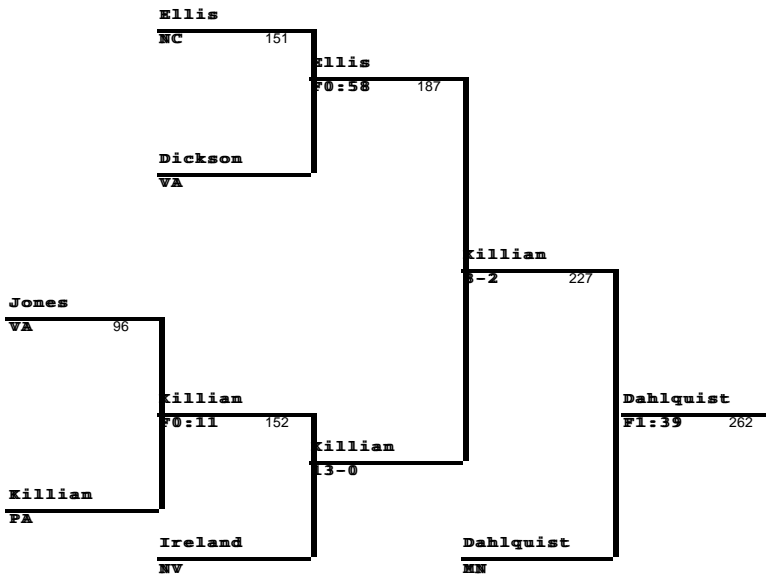 Ellis
NC 151
Ellis
F0:58 187
Dickson
VA
Killian
8-2 227
Jones
VA 96
Killian
F0:11 152
Dahlquist
F1:39 262
Killian
13-0
Killian
PA
Ireland
NV
Dahlquist
MN